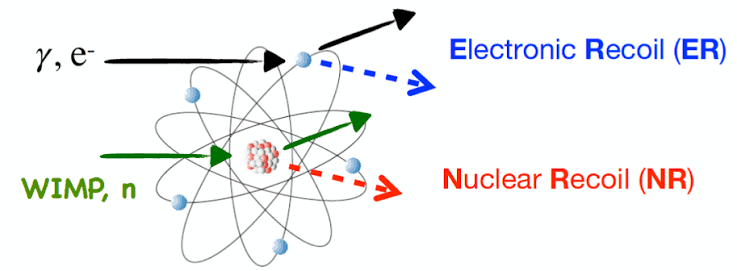 γ, e-
Electronic Recoil (ER)
WIMP, n
Nuclear Recoil (NR)